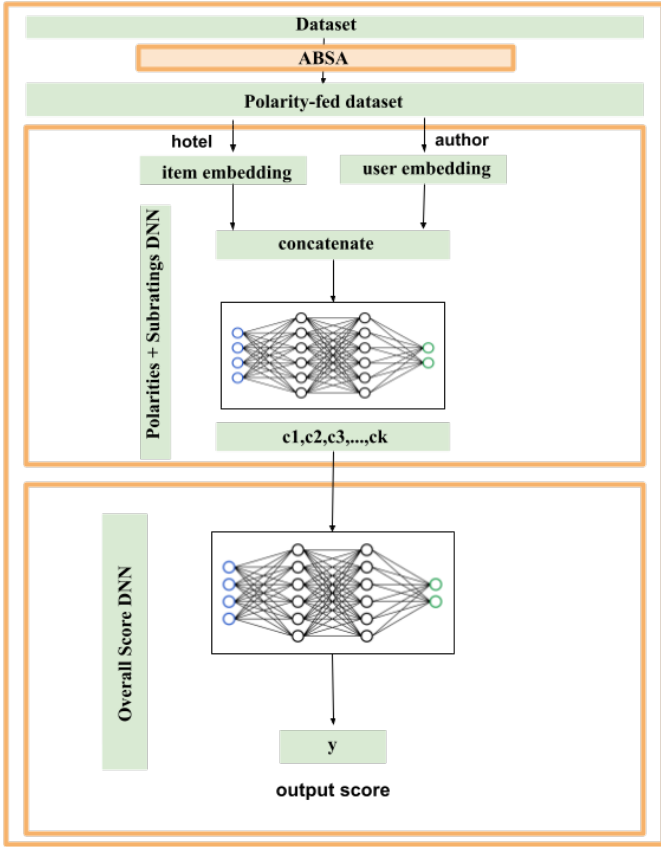 Dataset
ABSA
Polarity-fed dataset
hotel
author
item embedding
user embedding
Polarities + Subratings DNN
concatenate
c1,c2,c3,...,ck
Overall Score DNN
y
output score